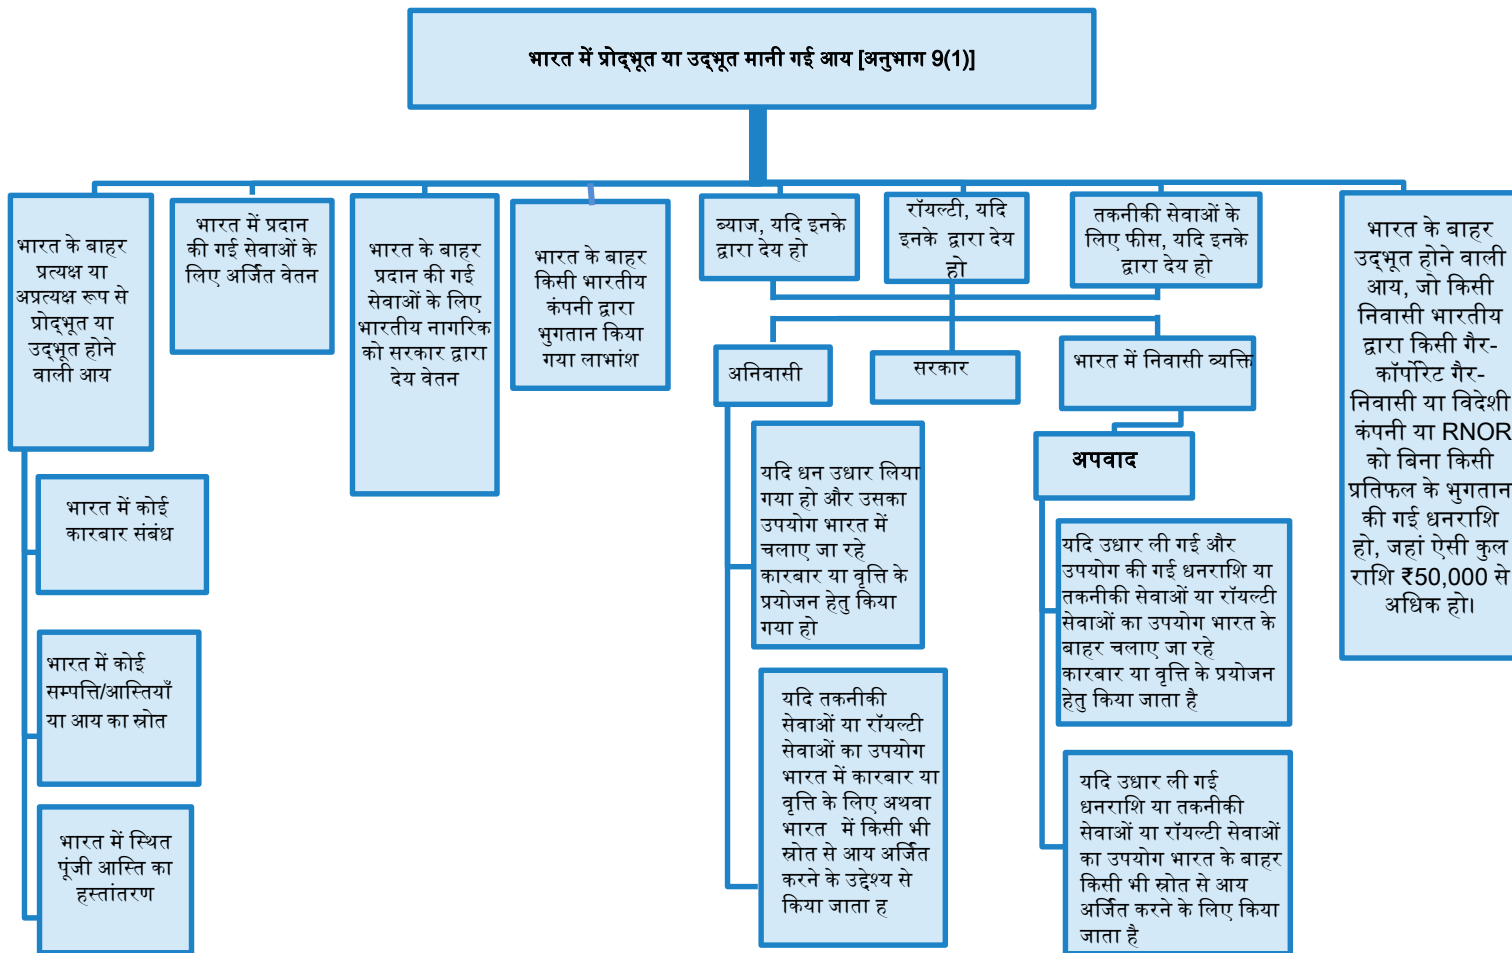 भारत में प्रोद्भूत या उद्भूत मानी गई आय [अनुभाग 9(1)]
भारत के बाहर
प्रत्यक्ष या
अप्रत्यक्ष रूप से
प्रोद्भूत या
उद्भूत होने
वाली आय
भारत में प्रदान
की गई सेवाओं के
लिए अर्जित वेतन
भारत के बाहर
प्रदान की गई
सेवाओं के लिए
भारतीय नागरिक
को सरकार द्वारा
देय वेतन
भारत के बाहर
किसी भारतीय
कंपनी द्वारा
भुगतान किया
गया लाभांश
ब्याज, यदि इनके
द्वारा देय हो
रॉयल्टी, यदि
इनके द्वारा देय
हो
तकनीकी सेवाओं के
लिए फीस, यदि इनके
द्वारा देय हो
भारत के बाहर
उद्भूत होने वाली
आय, जो किसी
निवासी भारतीय
द्वारा किसी गैर-
कॉर्पोरेट गैर-
निवासी या विदेशी
कंपनी या RNOR
को बिना किसी
प्रतिफल के भुगतान
की गई धनराशि
हो, जहां ऐसी कुल
राशि ₹50,000 से
अधिक हो।
भारत में कोई
कारबार संबंध
भारत में कोई
सम्पत्ति/आस्तियाँ
या आय का स्रोत
भारत में स्थित
पूंजी आस्ति का
हस्तांतरण
अनिवासी
सरकार
भारत में निवासी व्यक्ति
यदि धन उधार लिया
गया हो और उसका
उपयोग भारत में
चलाए जा रहे
कारबार या वृत्ति के
प्रयोजन हेतु किया
गया हो
यदि तकनीकी
सेवाओं या रॉयल्टी
सेवाओं का उपयोग
भारत में कारबार या
वृत्ति के लिए अथवा
भारत में किसी भी
स्रोत से आय अर्जित
करने के उद्देश्य से
किया जाता ह
अपवाद
यदि उधार ली गई और
उपयोग की गई धनराशि या
तकनीकी सेवाओं या रॉयल्टी
सेवाओं का उपयोग भारत के
बाहर चलाए जा रहे
कारबार या वृत्ति के प्रयोजन
हेतु किया जाता है
यदि उधार ली गई
धनराशि या तकनीकी
सेवाओं या रॉयल्टी सेवाओं
का उपयोग भारत के बाहर
किसी भी स्रोत से आय
अर्जित करने के लिए किया
जाता है